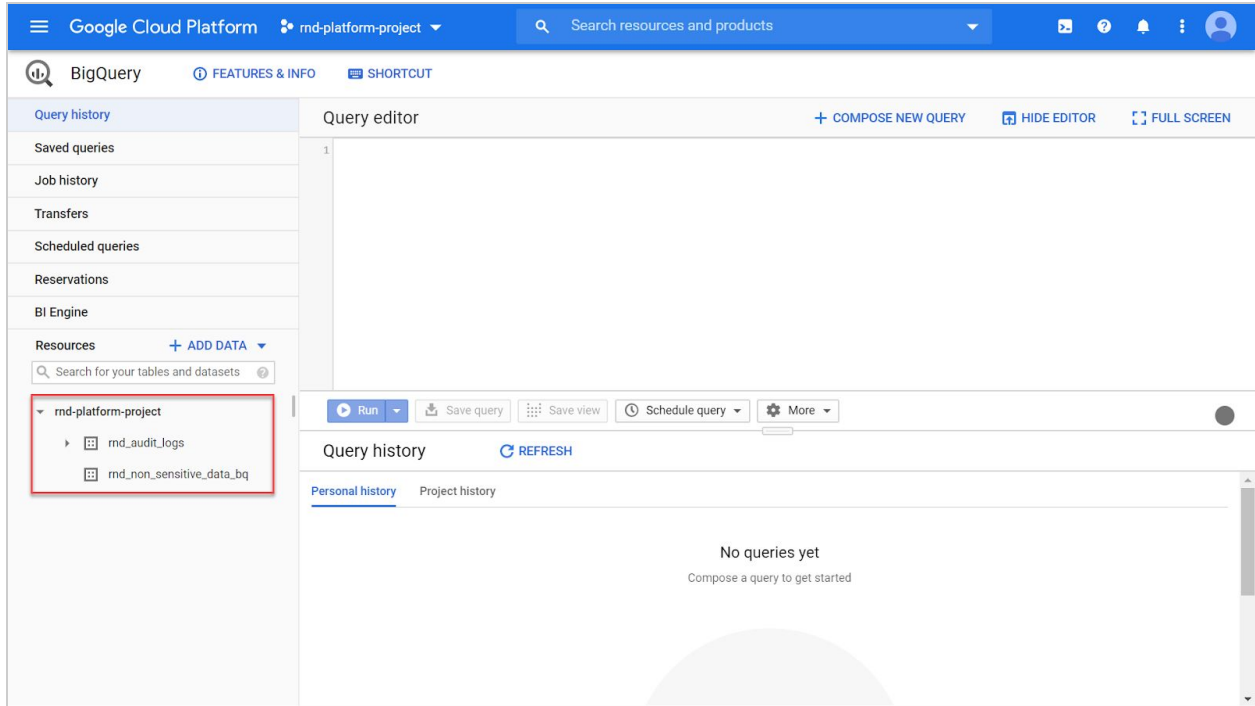 Google Cloud Platform rnd-platform-project Search resources and products
BigQuery FEATURES & INFO SHORTCUT
Query history
Saved queries
Job history
Transfers
Scheduled queries
Reservations
BI Engine
Resources ADD DATA
Search for your tables and datasets
rnd-platform-project
rnd_audit_logs
rnd_non_sensitive_data_bq
Query editor COMPOSE NEW QUERY HIDE EDITOR FULL SCREEN
1
Run Save query Save view Schedule query More
Query history REFRESH
Personal history Project history
No queries yet
Compose a query to get started